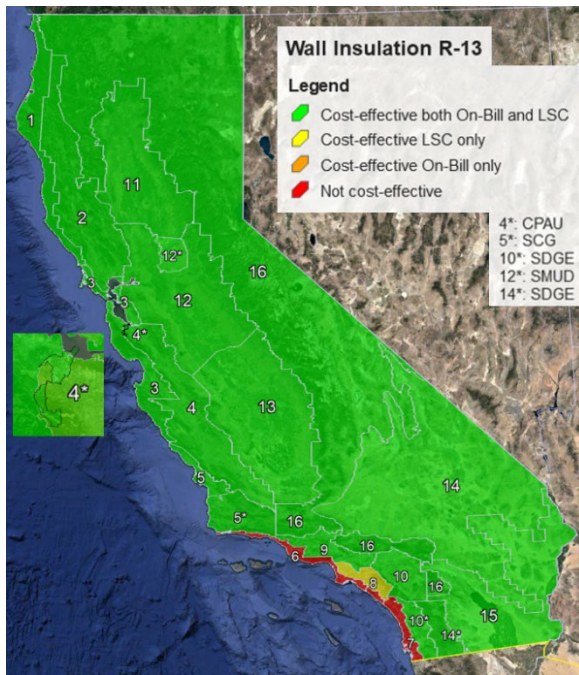 Wall Insulation R-13
Legend
Cost-effective both On-Bill and LSC
Cost-effective LSC only
Cost-effective On-Bill only
Not cost-effective
4*: CPAU
5*: SCG
10*: SDGE
12*: SMUD
14*: SDGE
1
11
2
12*
16
3
3
12
4*
4*
3
4
13
5
14
5*
16
6
9
16
8
10
16
10*
15
7
14*